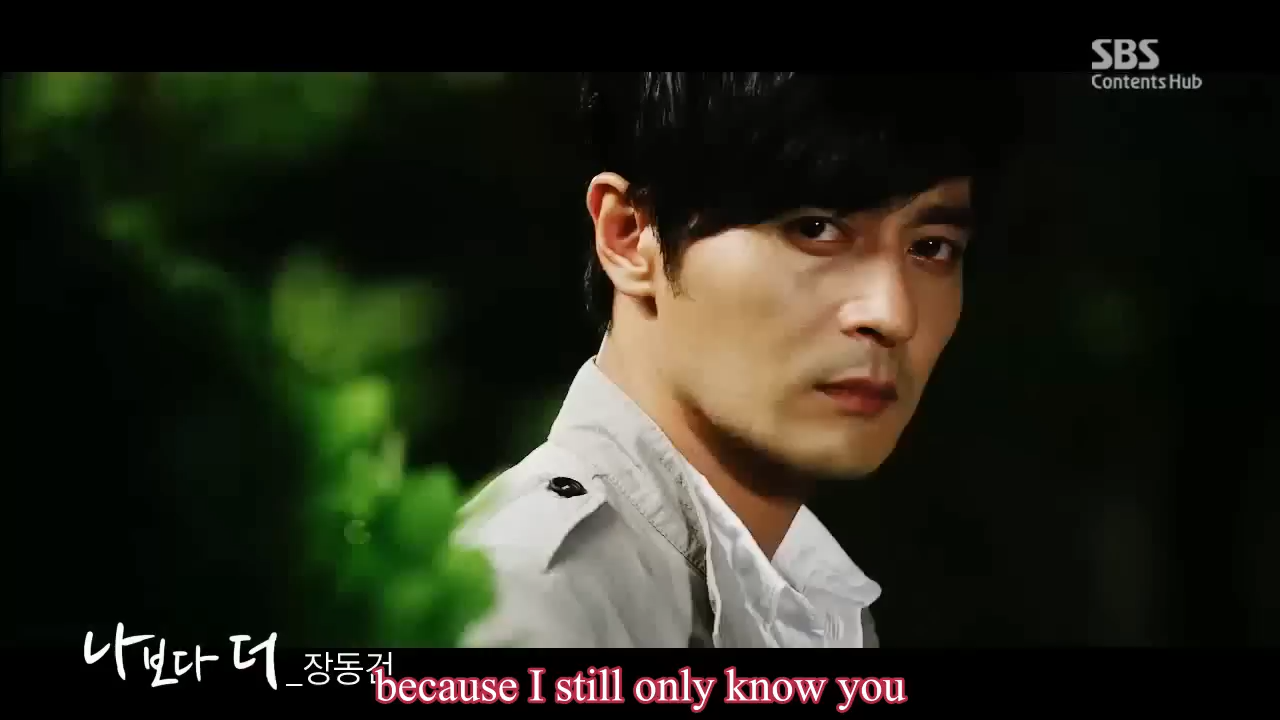 SBS
Contents Hub
나보다 더 _장동건
because I still only know you